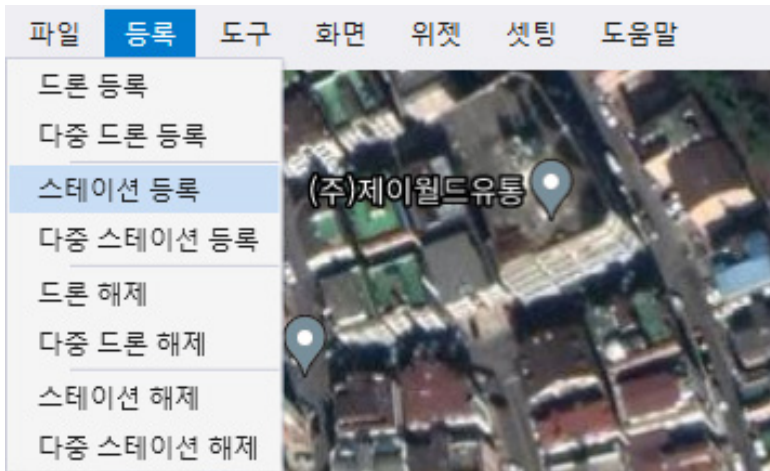 파일 등록 도구 화면 위젯 셋팅 도움말
드론 등록
다중 드론 등록
스테이션 등록
다중 스테이션 등록
드론 해제
다중 드론 해제
스테이션 해제
다중 스테이션 해제
(주)제이월드유통